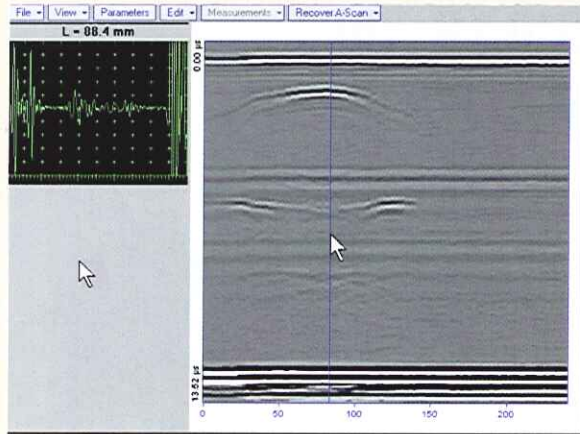 File View Parameters Edit Measurements Recover A-Scan
L = 88.4 mm
0.00 µs
13.62 µs
0 50 100 150 200